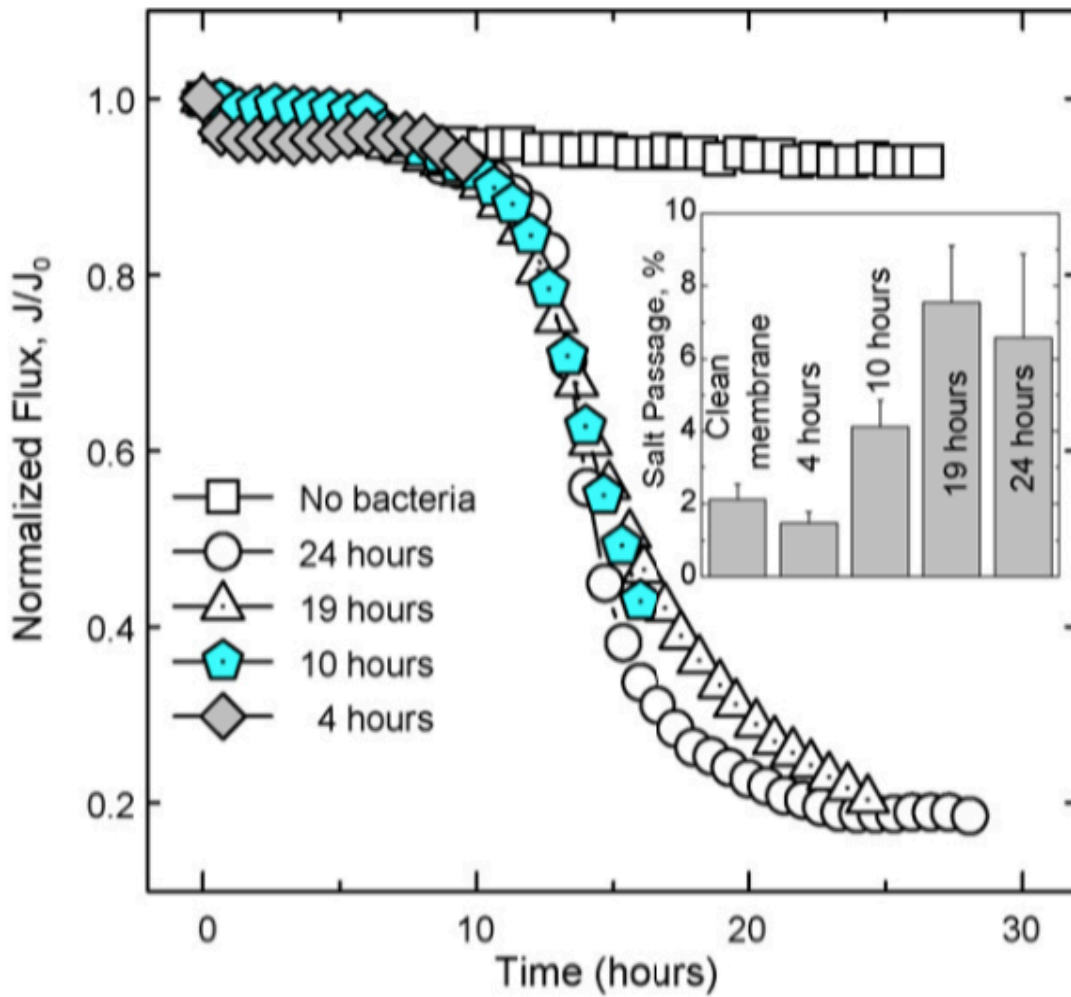 1.0
0.8
0.6
0.4
0.2
Normalized Flux, J/J₀
No bacteria
24 hours
19 hours
10 hours
4 hours
10
8
6
4
2
0
Salt Passage, %
Clean
membrane
4 hours
10 hours
19 hours
24 hours
0 10 20 30
Time (hours)